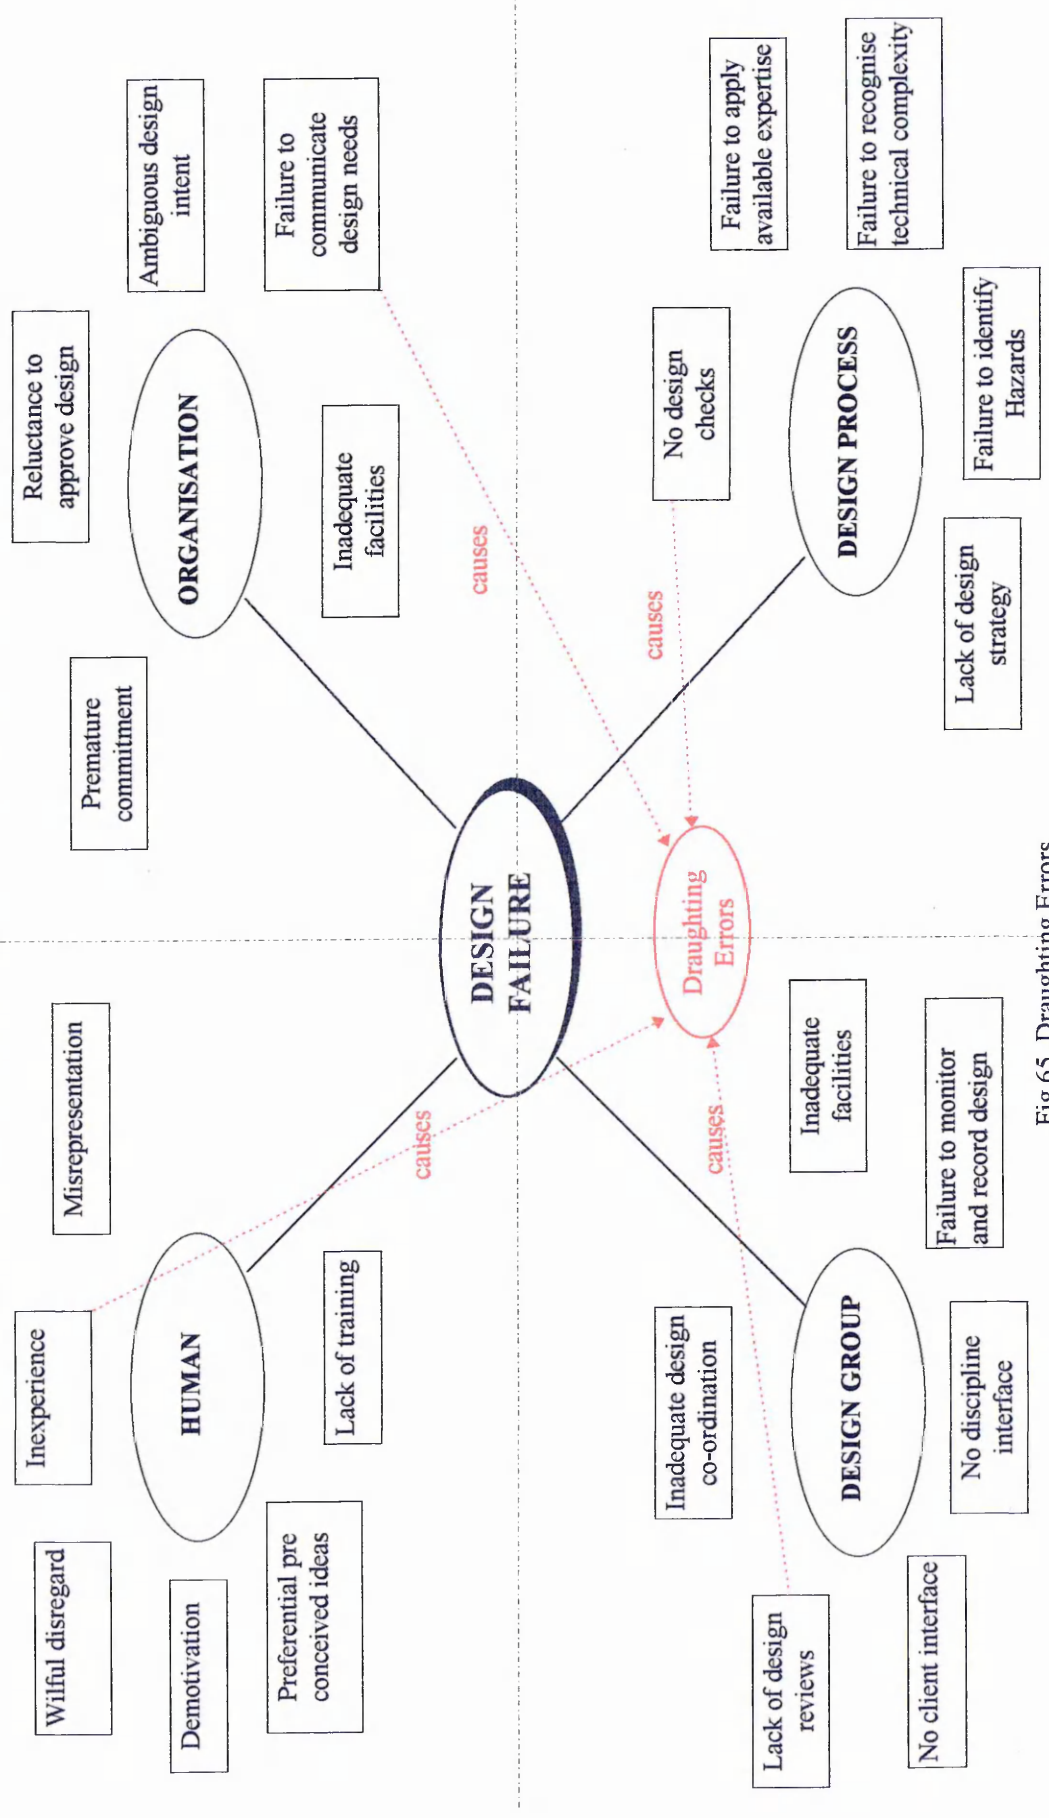 Wilful disregard
Inexperience
Misrepresentation
Demotivation
HUMAN
Preferential pre
conceived ideas
Lack of training
causes
Premature
commitment
Reluctance to
approve design
ORGANISATION
Ambiguous design
intent
Inadequate
facilities
Failure to
communicate
design needs
causes
DESIGN
FAILURE
Draughting
Errors
Inadequate design
co-ordination
Lack of design
reviews
causes
DESIGN GROUP
Inadequate
facilities
No client interface
No discipline
interface
Failure to monitor
and record design
causes
No design
checks
Failure to apply
available expertise
DESIGN PROCESS
Failure to recognise
technical complexity
Lack of design
strategy
Failure to identify
Hazards
Fig 65 Draughting Errors